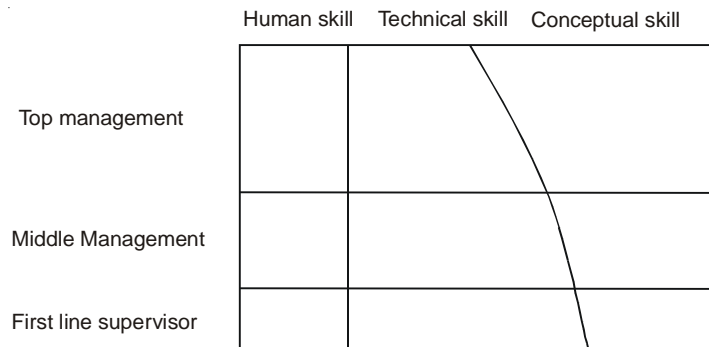 Human skill Technical skill Conceptual skill
Top management
Middle Management
First line supervisor